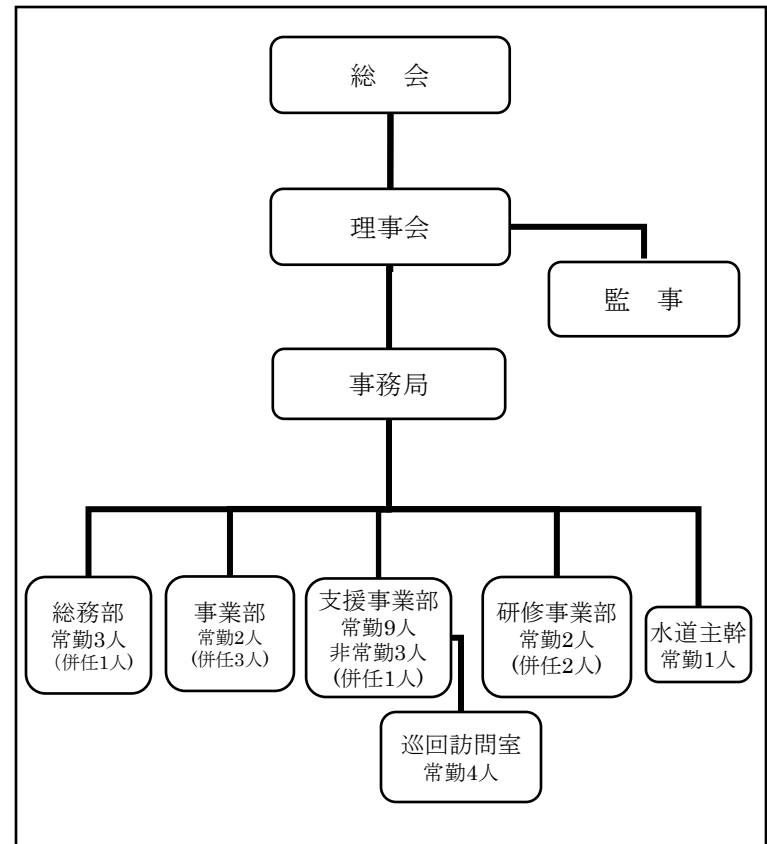 総　会
理事会
監　事
事務局
総務部
常勤3人
（併任1人）
事業部
常勤2人
(併任3人)
支援事業部
常勤9人
非常勤3人
(併任1人)
研修事業部
常勤2人
(併任2人)
水道主幹
常勤1人
巡回訪問室
常勤4人